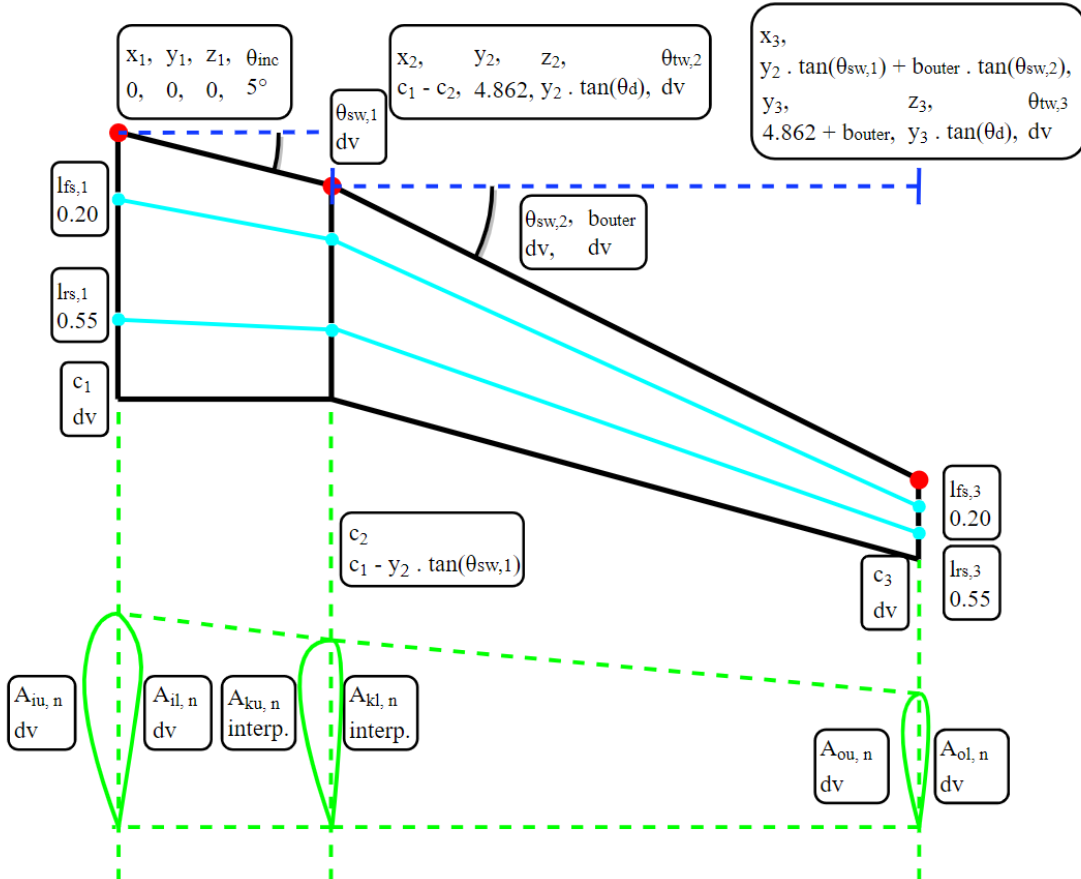 x1, y1, z1, θinc
0, 0, 0, 5°
x2, y2, z2, θtw,2
c1 - c2, 4.862, y2 . tan(θd), dv
x3,
y2 . tan(θsw,1) + bouter . tan(θsw,2),
y3, z3, θtw,3
4.862 + bouter, y3 . tan(θd), dv
θsw,1
dv
lfs,1
0.20
θsw,2, bouter
dv, dv
lrs,1
0.55
c1
dv
lfs,3
0.20
c2
c1 - y2 . tan(θsw,1)
c3
dv
lrs,3
0.55
Aiu, n
dv
Ail, n
dv
Aku, n
interp.
Akl, n
interp.
Aou, n
dv
Aol, n
dv